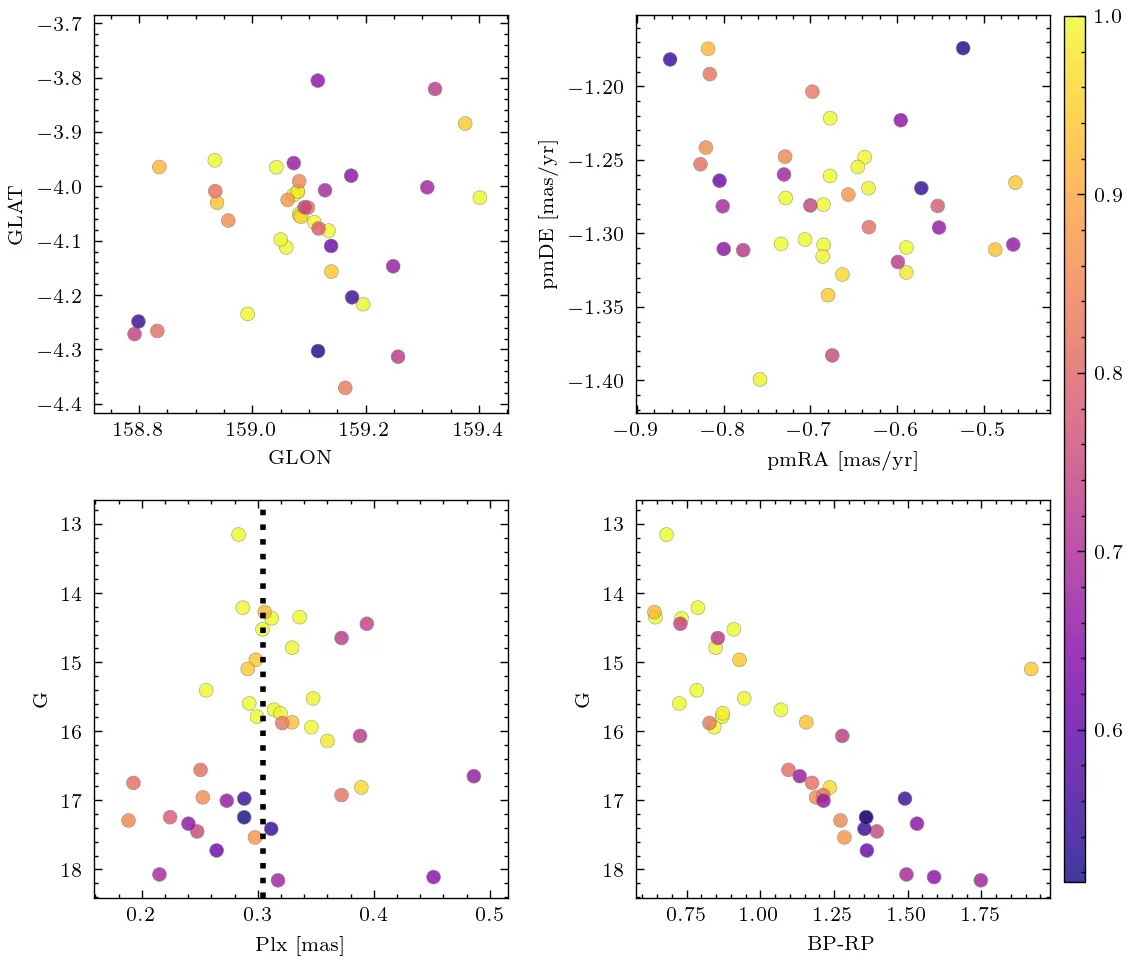 −3.7
−3.8
−3.9
−4.0
−4.1
−4.2
−4.3
−4.4
GLAT
158.8 159.0 159.2 159.4
GLON
−1.20
−1.25
−1.30
−1.35
−1.40
pmDE [mas/yr]
−0.9 −0.8 −0.7 −0.6 −0.5
pmRA [mas/yr]
1.0
0.9
0.8
0.7
0.6
13
14
15
16
17
18
G
0.2 0.3 0.4 0.5
Plx [mas]
13
14
15
16
17
18
G
0.75 1.00 1.25 1.50 1.75
BP-RP